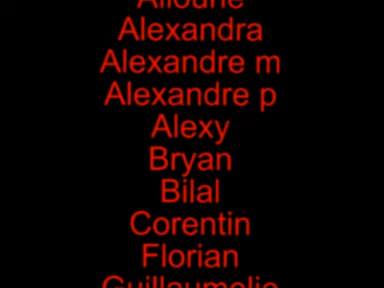 Alexandra
Alexandre m
Alexandre p
Alexy
Bryan
Bilal
Corentin
Florian